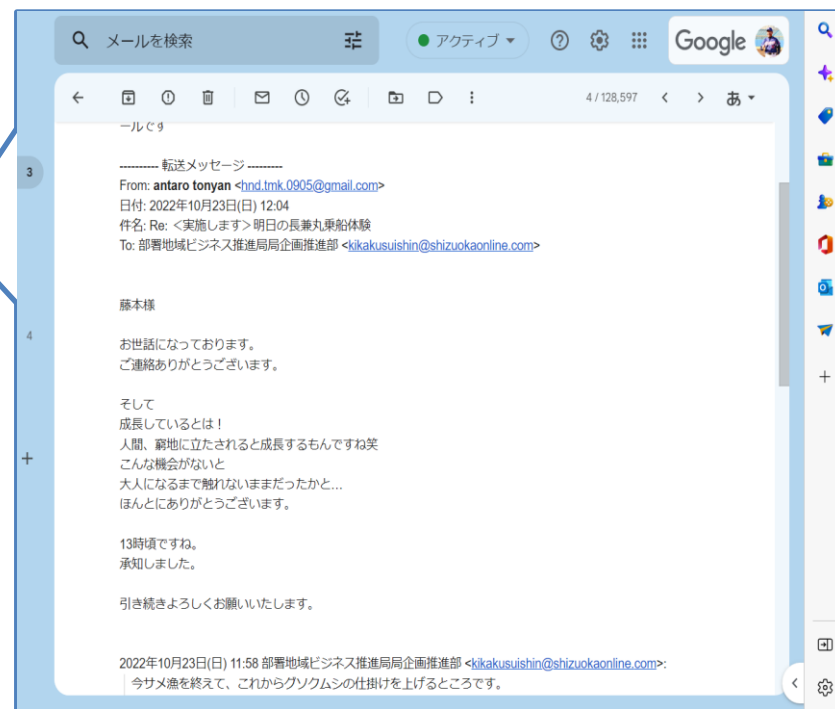 メールを検索
アクティブ
Google
4 / 128,597
あ
ールです
3
---------- 転送メッセージ ---------
From: antaro tonyan <hnd.tmk.0905@gmail.com>
日付: 2022年10月23日(日) 12:04
件名: Re: <実施します>明日の長兼丸乗船体験
To: 部署地域ビジネス推進局局企画推進部 <kikakusuishin@shizuokaonline.com>
藤本様
4
お世話になっております。
ご連絡ありがとうございます。
そして
成長しているとは！
人間、窮地に立たされると成長するもんですね笑
こんな機会がないと
大人になるまで触れないままだったかと...
ほんとにありがとうございます。
13時頃ですね。
承知しました。
引き続きよろしくお願いいたします。
2022年10月23日(日) 11:58 部署地域ビジネス推進局局企画推進部 <kikakusuishin@shizuokaonline.com>:
今サメ漁を終えて、これからグソクムシの仕掛けを上げるところです。